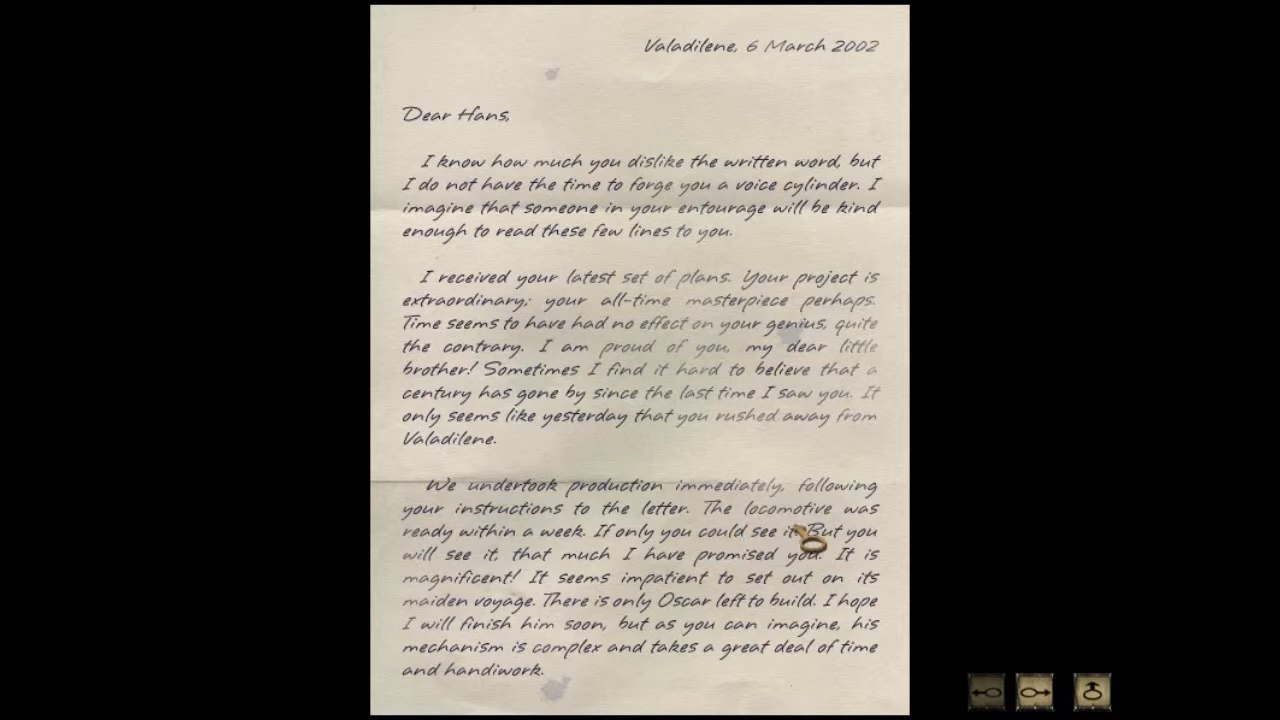 Valadilene, 6 March 2002
Dear Hans,
I know how much you dislike the written word, but
I do not have the time to forge you a voice cylinder. I
imagine that someone in your entourage will be kind
enough to read these few lines to you.
I received your latest set of plans. Your project is
extraordinary; your all-time masterpiece perhaps.
Time seems to have had no effect on your genius, quite
the contrary. I am proud of you, my dear little
brother! Sometimes I find it hard to believe that a
century has gone by since the last time I saw you. It
only seems like yesterday that you rushed away from
Valadilene.
We undertook production immediately, following
your instructions to the letter. The locomotive was
ready within a week. If only you could see it. But you
will see it, that much I have promised you. It is
magnificent! It seems impatient to set out on its
maiden voyage. There is only Oscar left to build. I hope
I will finish him soon, but as you can imagine, his
mechanism is complex and takes a great deal of time
and handiwork.